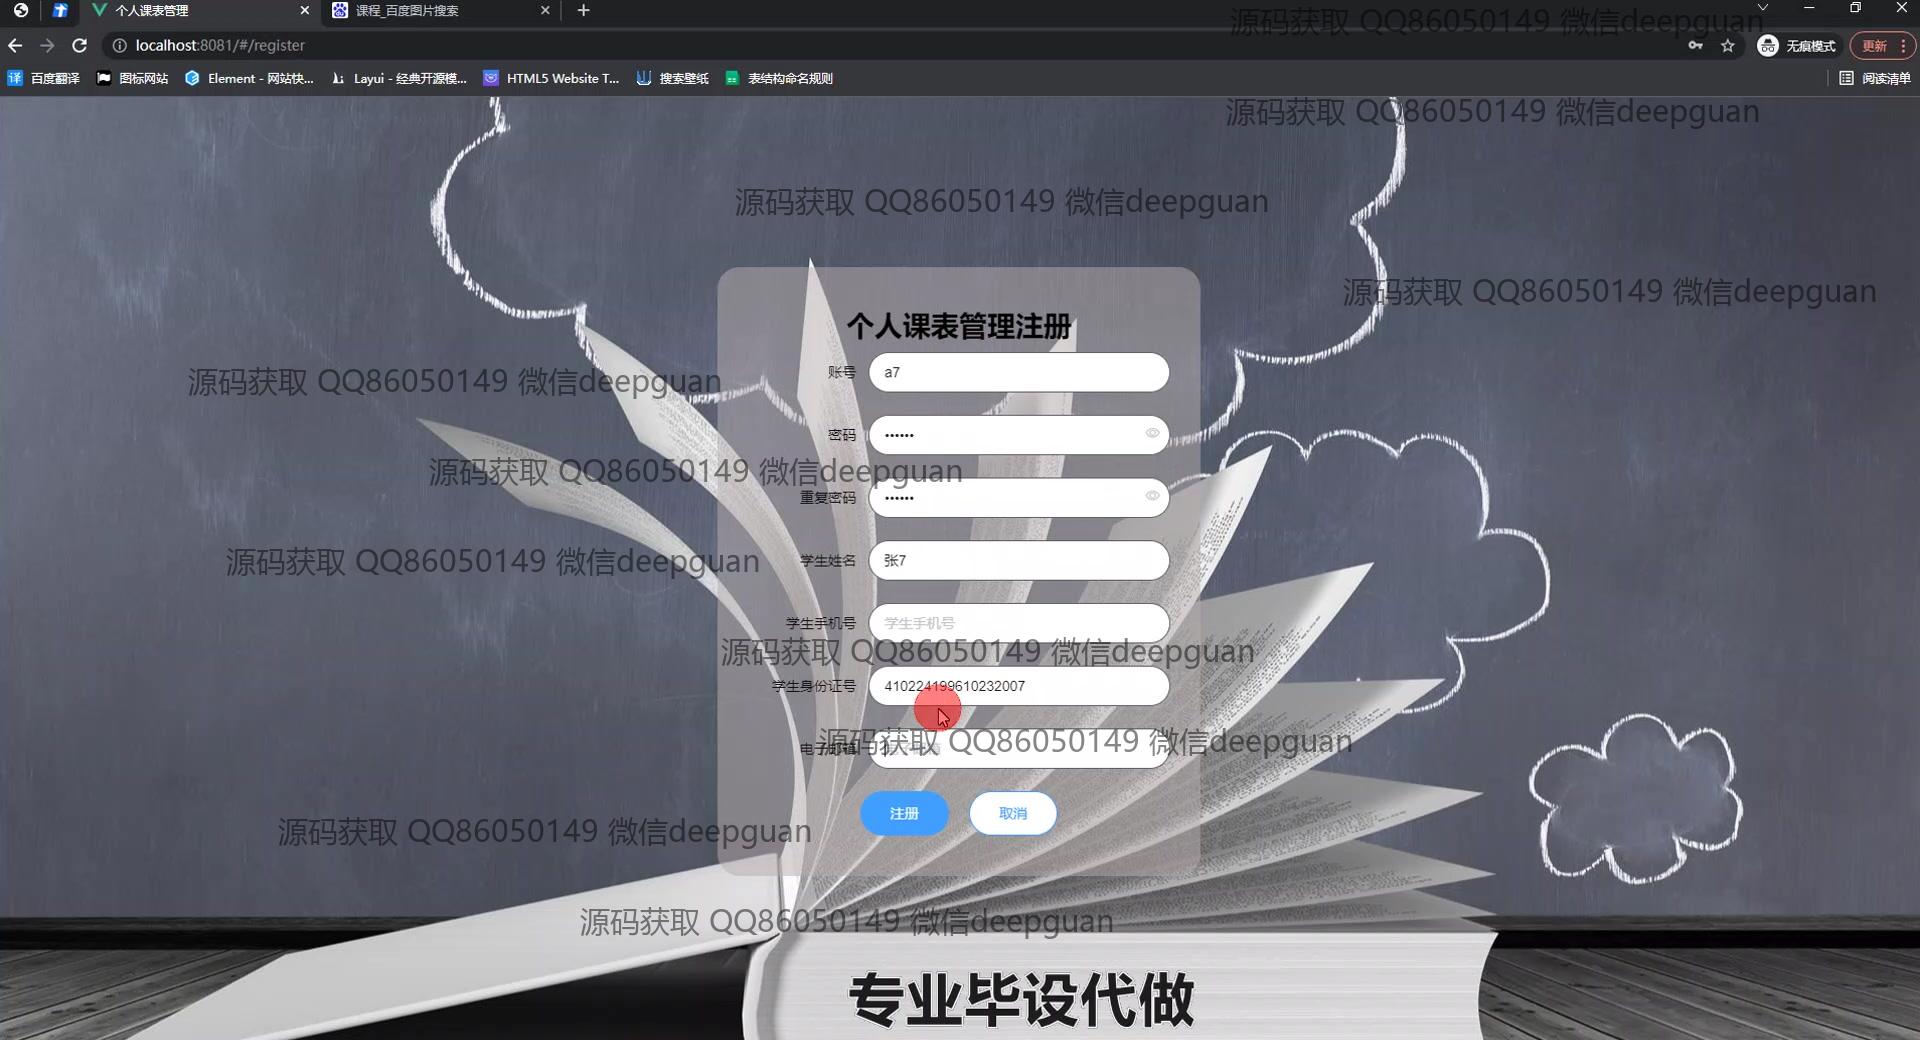 个人课表管理
课程_百度图片搜索
localhost:8081/#/register
无痕模式
更新
百度翻译
图标网站
Element - 网站快...
Layui - 经典开源模...
HTML5 Website T...
搜索壁纸
表结构命名规则
阅读清单
源码获取 QQ86050149 微信deepguan
源码获取 QQ86050149 微信deepguan
源码获取 QQ86050149 微信deepguan
源码获取 QQ86050149 微信deepguan
个人课表管理注册
账号 a7
源码获取 QQ86050149 微信deepguan
密码 ••••••
源码获取 QQ86050149 微信deepguan
重复密码 ••••••
学生姓名 张7
源码获取 QQ86050149 微信deepguan
学生手机号 学生手机号
源码获取 QQ86050149 微信deepguan
学生身份证号 410224199610232007
电子邮箱
源码获取 QQ86050149 微信deepguan
注册 取消
源码获取 QQ86050149 微信deepguan
源码获取 QQ86050149 微信deepguan
专业毕设代做